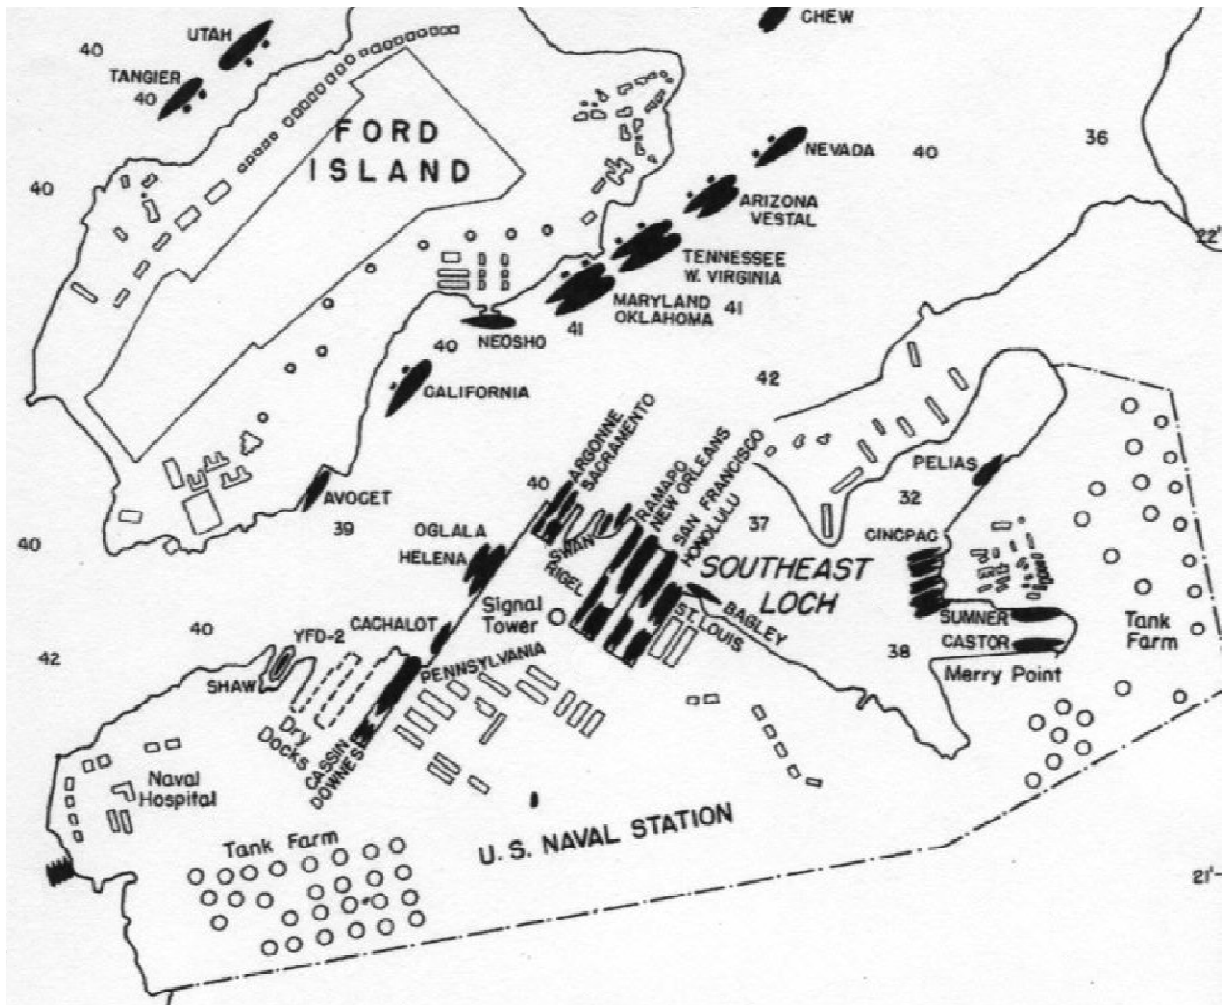 CHEW
40
UTAH
TANGIER
40
FORD
ISLAND
36
NEVADA
40
40
ARIZONA
VESTAL
22'
TENNESSEE
W. VIRGINIA
MARYLAND
OKLAHOMA
41
41
NEOSHO
40
42
CALIFORNIA
ARGONNE
SACRAMENTO
RAMAPO
NEW ORLEANS
SAN FRANCISCO
HONOLULU
PELIAS
32
40
AVOCET
39
37
CINCPAC
40
OGLALA
HELENA
SWAN
RIGEL
SOUTHEAST
LOCH
Signal
Tower
BAGLEY
ST. LOUIS
SUMNER
CASTOR
38
Merry Point
Tank
Farm
40
42
YFD-2
CACHALOT
SHAW
PENNSYLVANIA
Dry
Docks
CASSIN
DOWNES
Naval
Hospital
Tank Farm
U. S. NAVAL STATION
21'